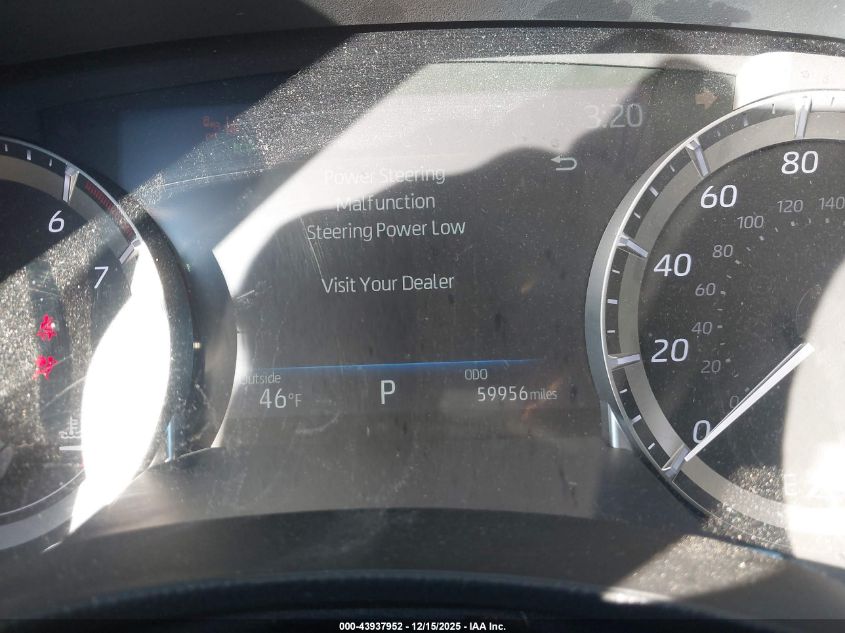 3:20
Power Steering
Malfunction
Steering Power Low
Visit Your Dealer
Outside
46°F
P
ODO
59956 miles
6
7
0
20
40
60
80
0
20
40
60
80
100
120
140
E
000-43937952 - 12/15/2025 - IAA Inc.